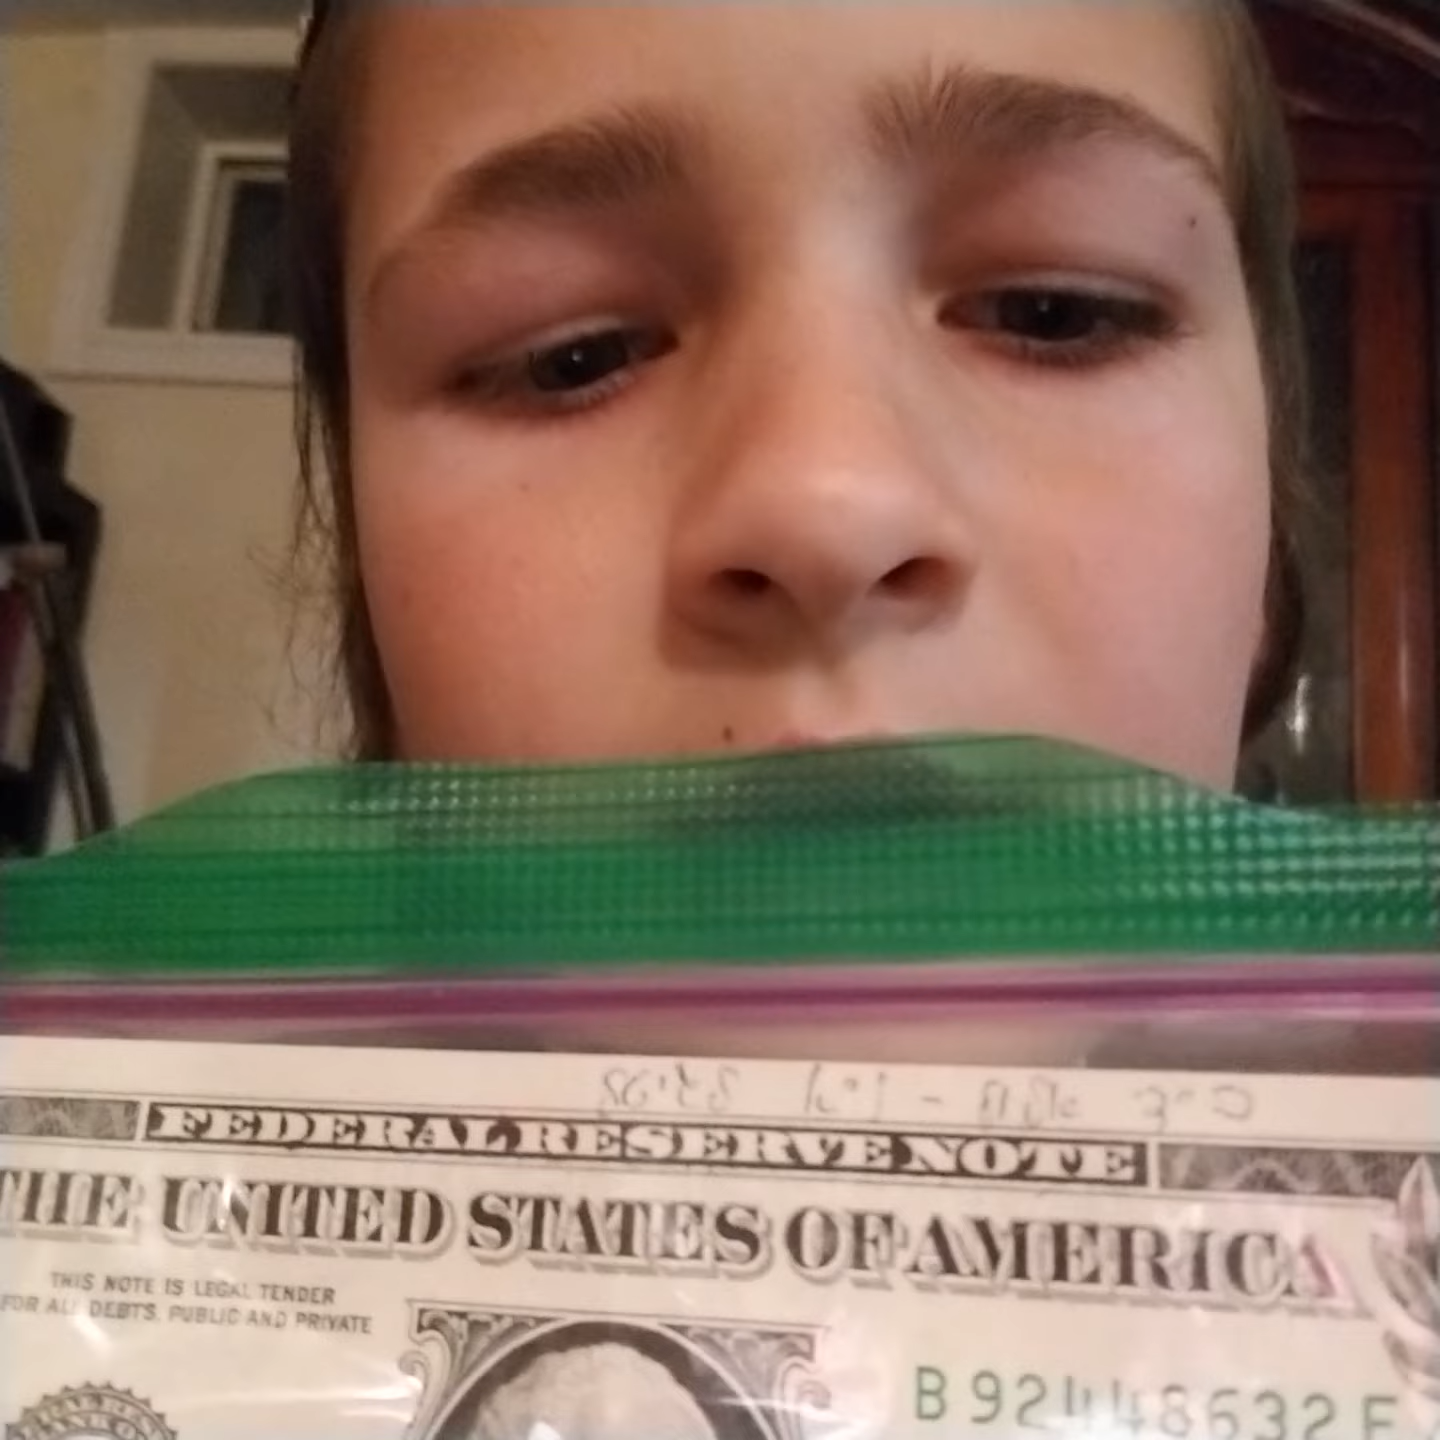 FEDERAL RESERVE NOTE
THE UNITED STATES OF AMERICA
THIS NOTE IS LEGAL TENDER
FOR ALL DEBTS, PUBLIC AND PRIVATE
B 92448632 F